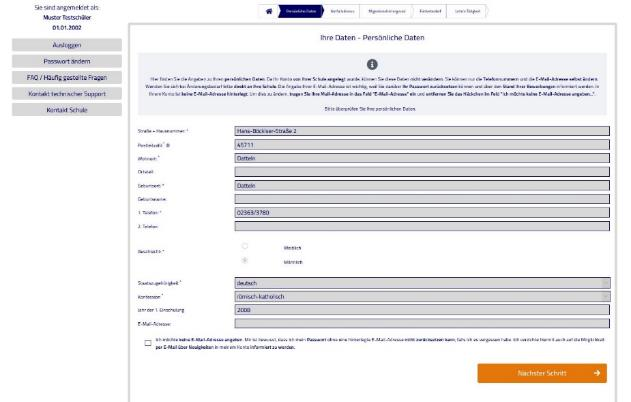 Sie sind angemeldet als:
Muster Testschüler
01.01.2002
Ausloggen
Passwort ändern
FAQ / Häufig gestellte Fragen
Kontakt technischer Support
Kontakt Schule
Persönliche Daten
Ihre Daten - Persönliche Daten
Hier finden Sie die Angaben zu Ihren persönlichen Daten. Da Ihr Konto von Ihrer Schule angelegt wurde, können Sie diese Daten nicht verändern. Sie können nur die Telefonnummern und die E-Mail-Adresse selbst ändern.
Wenden Sie sich bei Änderungsbedarf bitte direkt an Ihre Schule. Die Angabe Ihrer E-Mail-Adresse ist wichtig, weil Sie darüber Ihr Passwort zurücksetzen können und über den Stand Ihrer Bewerbungen informiert werden. In
Ihrem Konto ist keine E-Mail-Adresse hinterlegt. Um dies zu ändern, tragen Sie Ihre Mail-Adresse in das Feld "E-Mail-Adresse" ein und entfernen Sie das Häkchen im Feld "Ich möchte keine E-Mail-Adresse angeben...".
Bitte überprüfen Sie Ihre persönlichen Daten.
Straße + Hausnummer: *
Hans-Böckler-Straße 2
Postleitzahl *
45711
Wohnort *
Datteln
Ortsteil
Geburtsort: *
Datteln
Geburtsname
1. Telefon: *
02363/3780
2. Telefon
Geschlecht: *
Weiblich
Männlich
Staatsangehörigkeit *
deutsch
Konfession *
römisch-katholisch
Jahr der 1. Einschulung
2008
E-Mail-Adresse:
Ich möchte keine E-Mail-Adresse angeben. Mir ist bewusst, dass ich mein Passwort ohne eine hinterlegte E-Mail-Adresse nicht zurücksetzen kann, falls ich es vergessen habe. Ich verzichte hiermit auch auf die Möglichkeit
per E-Mail über Neuigkeiten in meinem Konto informiert zu werden.
Nächster Schritt